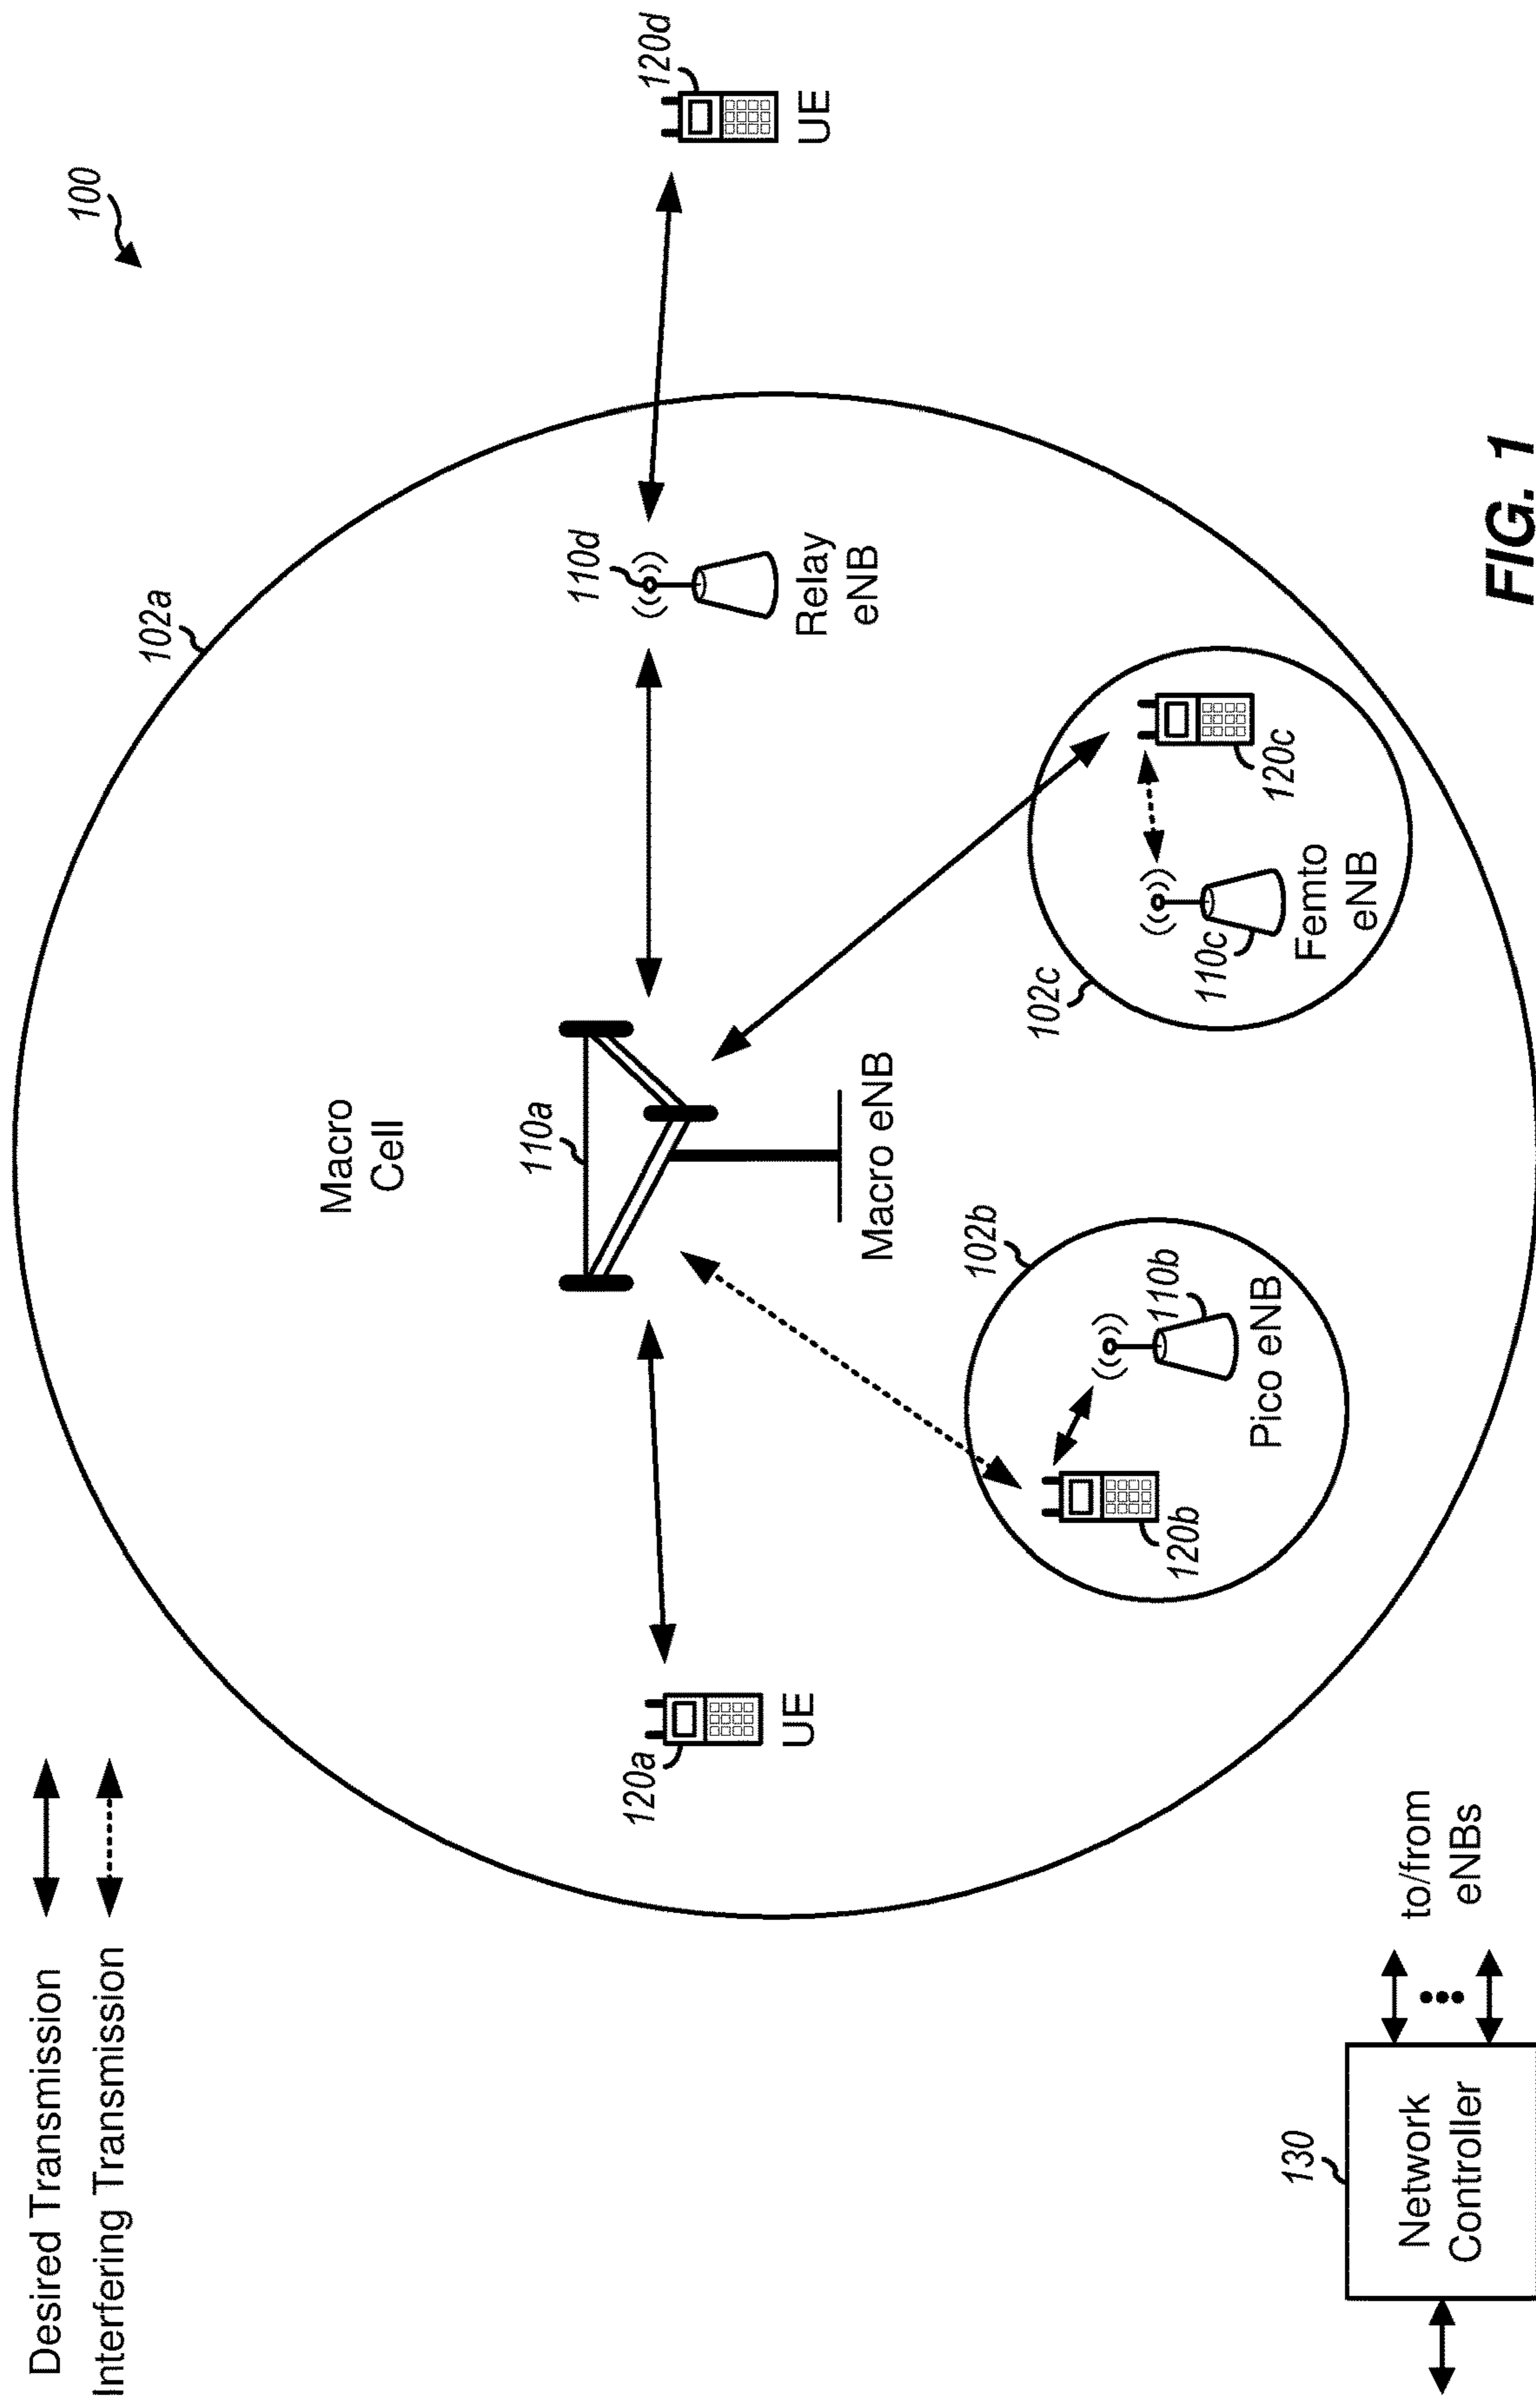 Desired Transmission
Interfering Transmission
100
102a
Macro
Cell
110a
110d
120a
UE
120d
UE
Relay
eNB
Macro eNB
102b
110b
Pico eNB
120b
102c
110c
Femto
eNB
120c
130
Network
Controller
to/from
eNBs
FIG. 1